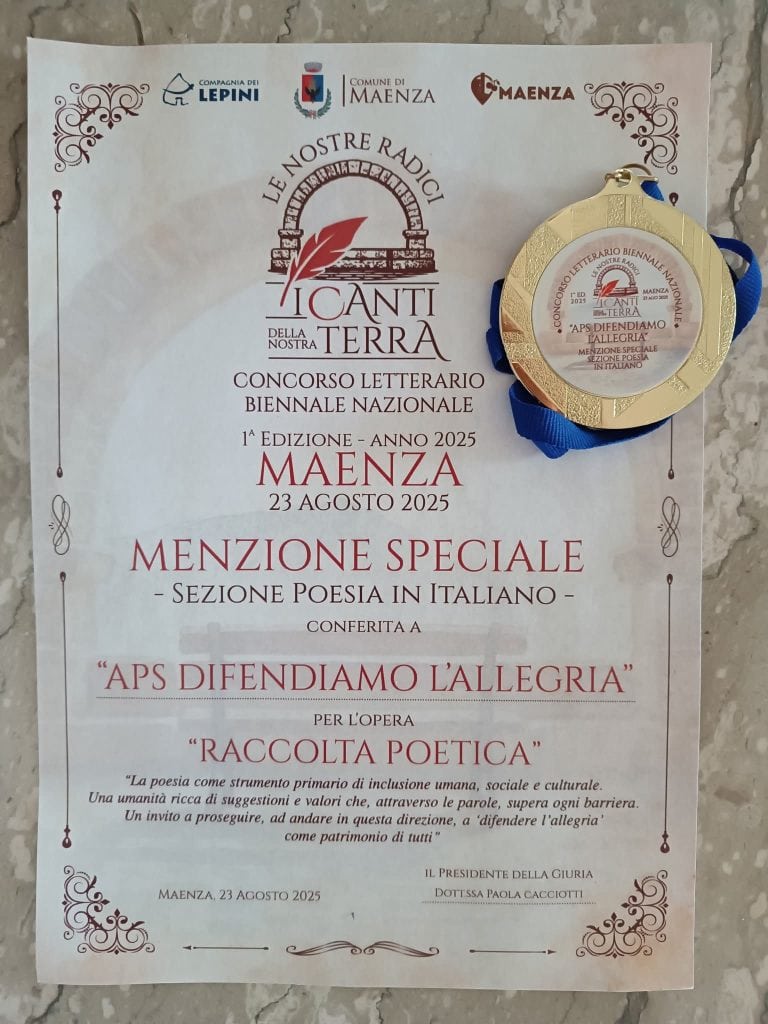 COMPAGNIA DEI
LEPINI
COMUNE DI
MAENZA
MAENZA
LE NOSTRE RADICI
I CANTI
DELLA
NOSTRA TERRA
CONCORSO LETTERARIO
BIENNALE NAZIONALE
1ª EDIZIONE - ANNO 2025
MAENZA
23 AGOSTO 2025
MENZIONE SPECIALE
- SEZIONE POESIA IN ITALIANO -
CONFERITA A
“APS DIFENDIAMO L’ALLEGRIA”
PER L’OPERA
“RACCOLTA POETICA”
“La poesia come strumento primario di inclusione umana, sociale e culturale.
Una umanità ricca di suggestioni e valori che, attraverso le parole, supera ogni barriera.
Un invito a proseguire, ad andare in questa direzione, a ‘difendere l’allegria’
come patrimonio di tutti”
IL PRESIDENTE DELLA GIURIA
DOTT.SSA PAOLA CACCIOTTI
MAENZA, 23 AGOSTO 2025
CONCORSO LETTERARIO BIENNALE NAZIONALE
LE NOSTRE RADICI
1ª ED.
2025
MAENZA
23 AGO 2025
I CANTI
TERRA
“APS DIFENDIAMO
L’ALLEGRIA”
MENZIONE SPECIALE
SEZIONE POESIA
IN ITALIANO